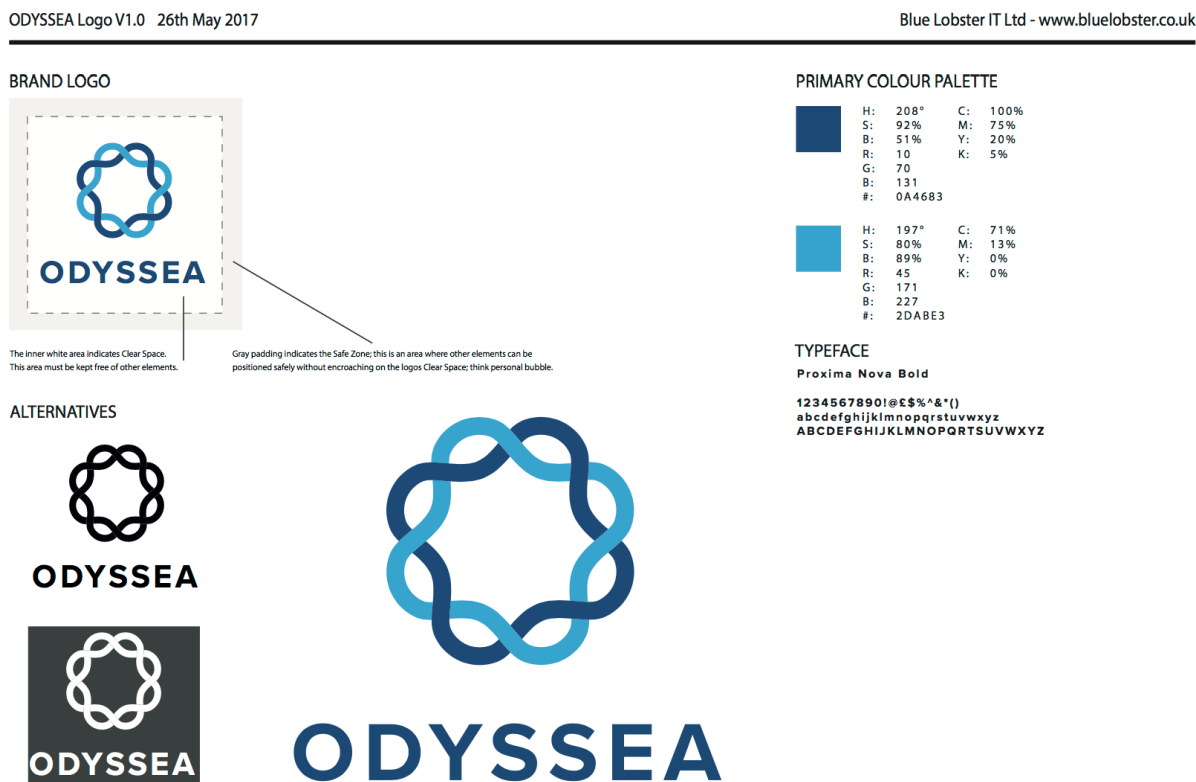 ODYSSEA Logo V1.0 26th May 2017
Blue Lobster IT Ltd - www.bluelobster.co.uk
BRAND LOGO
ODYSSEA
The inner white area indicates Clear Space.
This area must be kept free of other elements.
Gray padding indicates the Safe Zone; this is an area where other elements can be
positioned safely without encroaching on the logos Clear Space; think personal bubble.
ALTERNATIVES
ODYSSEA
ODYSSEA
ODYSSEA
PRIMARY COLOUR PALETTE
H: 208° C: 100%
S: 92% M: 75%
B: 51% Y: 20%
R: 10 K: 5%
G: 70
B: 131
#: 0A4683
H: 197° C: 71%
S: 80% M: 13%
B: 89% Y: 0%
R: 45 K: 0%
G: 171
B: 227
#: 2DABE3
TYPEFACE
Proxima Nova Bold
1234567890!@£$%^&*()
abcdefghijklmnopqrstuvwxyz
ABCDEFGHIJKLMNOPQRTSUVWXYZ